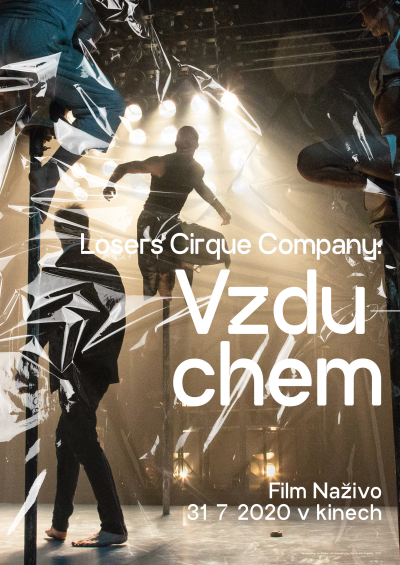 Losers Cirque Company:
Vzdu
chem
Film Naživo
31 7 2020 v kinech